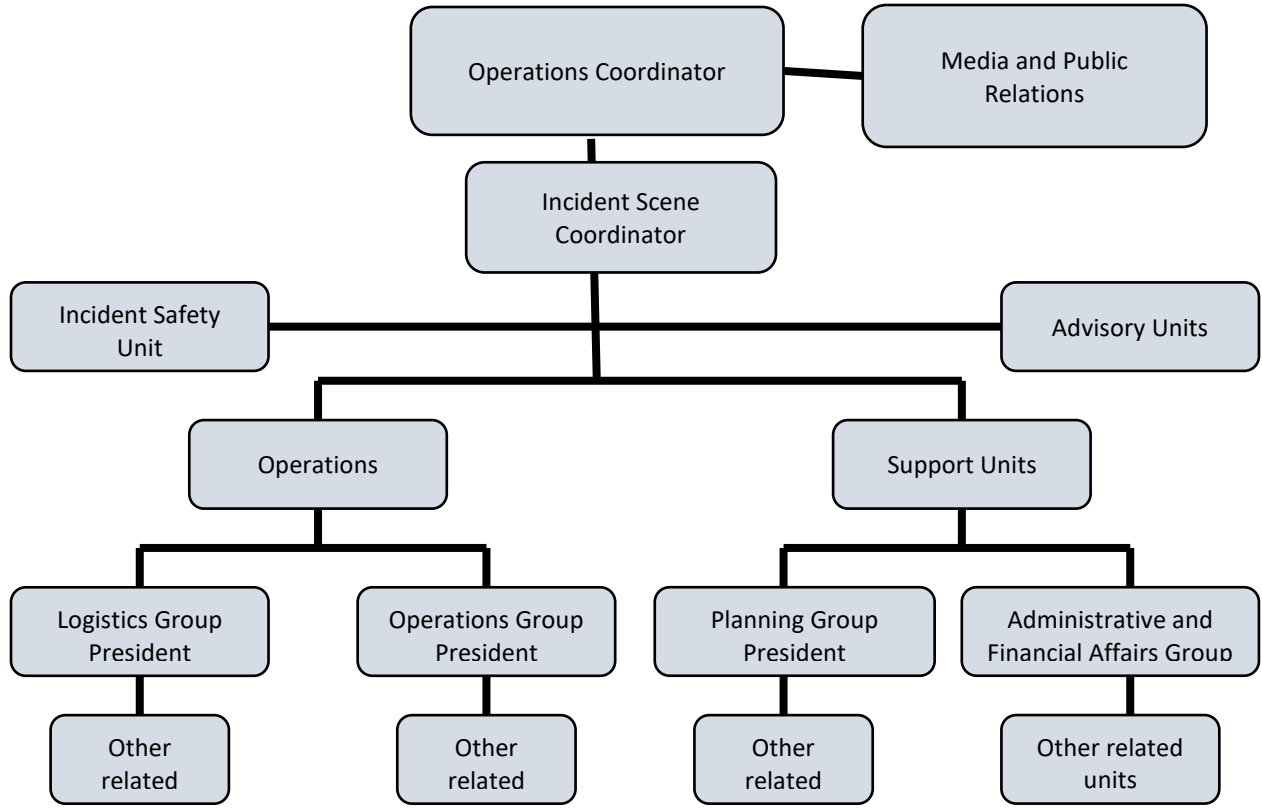 Operations Coordinator
Media and Public
Relations
Incident Scene
Coordinator
Incident Safety
Unit
Advisory Units
Operations
Support Units
Logistics Group
President
Operations Group
President
Planning Group
President
Administrative and
Financial Affairs Group
Other
related
Other
related
Other
related
Other related
units